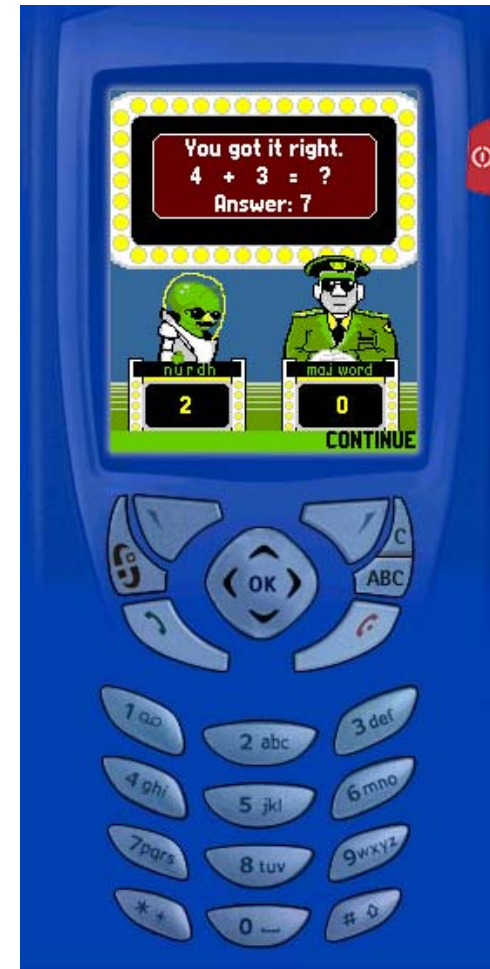 You got it right.
4 + 3 = ?
Answer: 7
nurdh
maj word
2
0
CONTINUE
C
OK
ABC
1
2 abc
3 def
4 ghi
5 jkl
6 mno
7pqrs
8 tuv
9wxyz
* +
0
#